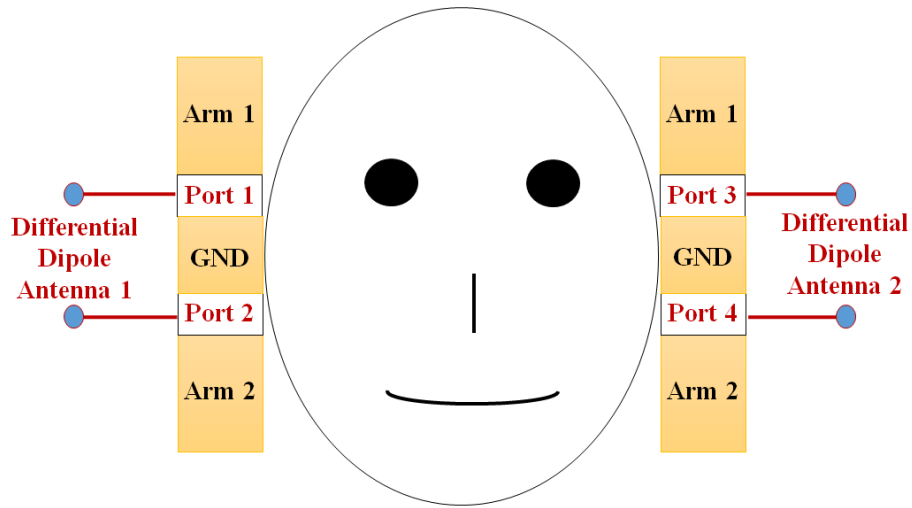 Arm 1
Port 1
Differential
Dipole
Antenna 1
GND
Port 2
Arm 2
Arm 1
Port 3
Differential
Dipole
Antenna 2
GND
Port 4
Arm 2